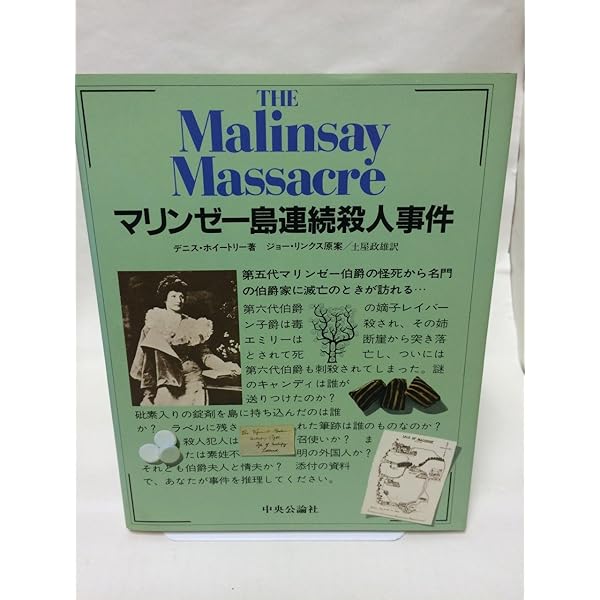 THE
Malinsay
Massacre
マリンゼー島連続殺人事件
デニス・ホイートリー著 ジョー・リンクス原案/土屋政雄訳
第五代マリンゼー伯爵の怪死から名門
の伯爵家に滅亡のときが訪れる…
第六代伯爵 の嫡子レイバー
ン子爵は毒 殺され、その姉
エミリーは 断崖から突き落
とされて死 亡し、ついには
第六代伯爵も刺殺されてしまった。謎
のキャンディは誰が
送りつけたのか?
砒素入りの錠剤を島に持ち込んだのは誰
か? ラベルに残さ れた筆跡は誰のものなのか?
殺人犯人は 召使いか? ま
たは素性不 明の外国人か?
それとも伯爵夫人と情夫か? 添付の資料
で、あなたが事件を推理してください。
ISLE OF MALINSAY
中央公論社